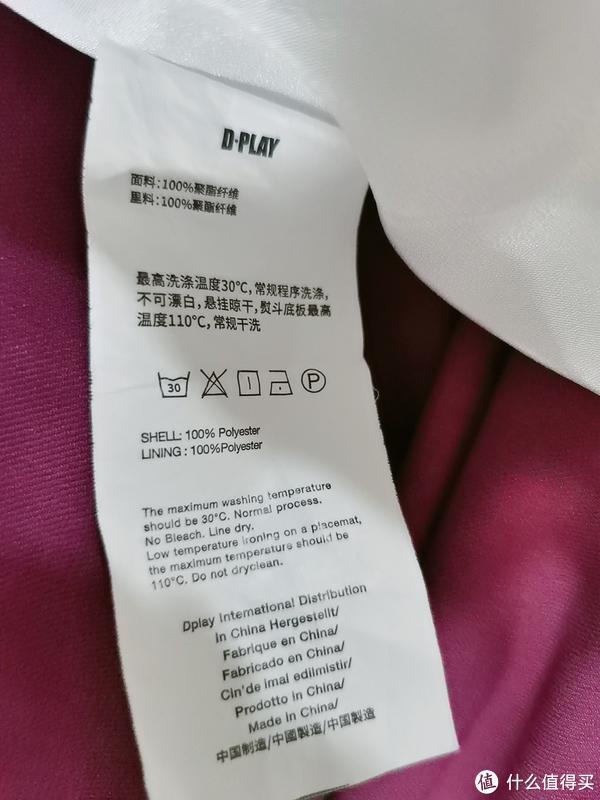 D·PLAY
面料:100%聚酯纤维
里料:100%聚酯纤维
最高洗涤温度30℃,常规程序洗涤,
不可漂白,悬挂晾干,熨斗底板最高
温度110℃,常规干洗
30 P
SHELL: 100% Polyester
LINING : 100%Polyester
The maximum washing temperature
should be 30°C. Normal process.
No Bleach. Line dry.
Low temperature ironing on a placemat,
the maximum temperature should be
110°C. Do not dryclean.
Dplay International Distribution
in China Hergestellt/
Fabrique en China/
Fabricado en China/
Cin'de imal edilmistir/
Prodotto in China/
Made in China/
中国制造/中國製造/中国製造
值 什么值得买